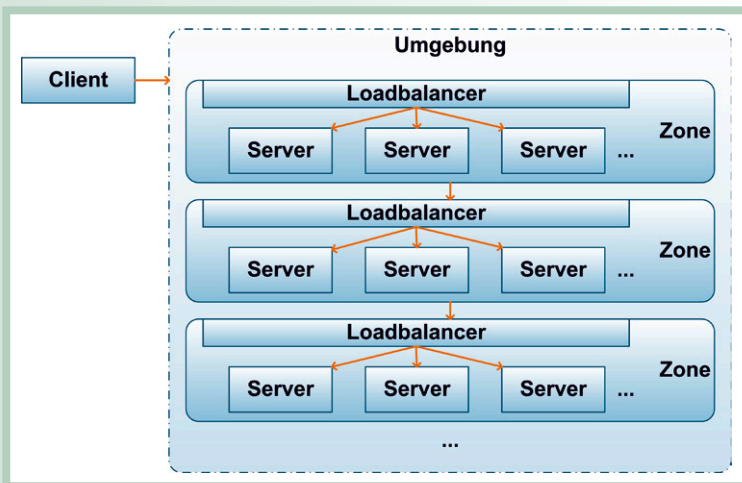 Umgebung
Client
Loadbalancer
Server Server Server ... Zone
Loadbalancer
Server Server Server ... Zone
Loadbalancer
Server Server Server ... Zone
...